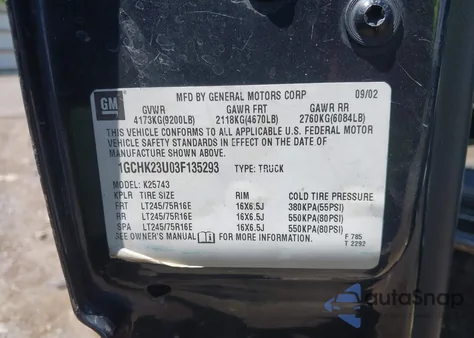 09/02
GM
MFD BY GENERAL MOTORS CORP
GVWR GAWR FRT GAWR RR
4173KG(9200LB) 2118KG(4670LB) 2760KG(6084LB)
THIS VEHICLE CONFORMS TO ALL APPLICABLE U.S. FEDERAL MOTOR
VEHICLE SAFETY STANDARDS IN EFFECT ON THE DATE OF
MANUFACTURE SHOWN ABOVE.
1GCHK23U03F135293 TYPE: TRUCK
MODEL: K25743
KPLR TIRE SIZE RIM COLD TIRE PRESSURE
FRT LT245/75R16E 16X6.5J 380KPA(55PSI)
RR LT245/75R16E 16X6.5J 550KPA(80PSI)
SPA LT245/75R16E 16X6.5J 550KPA(80PSI)
SEE OWNER'S MANUAL FOR MORE INFORMATION.
F 785
T 2292
AutoSnap